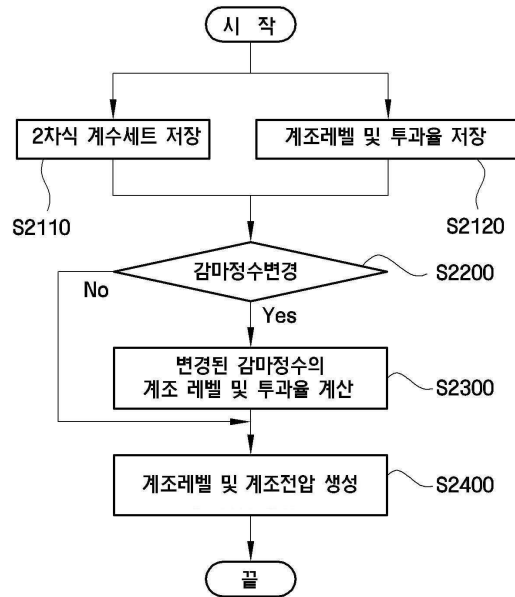 시 작
2차식 계수세트 저장
계조레벨 및 투과율 저장
S2110
S2120
감마정수변경
S2200
No
Yes
변경된 감마정수의
계조 레벨 및 투과율 계산
S2300
계조레벨 및 계조전압 생성
S2400
끝